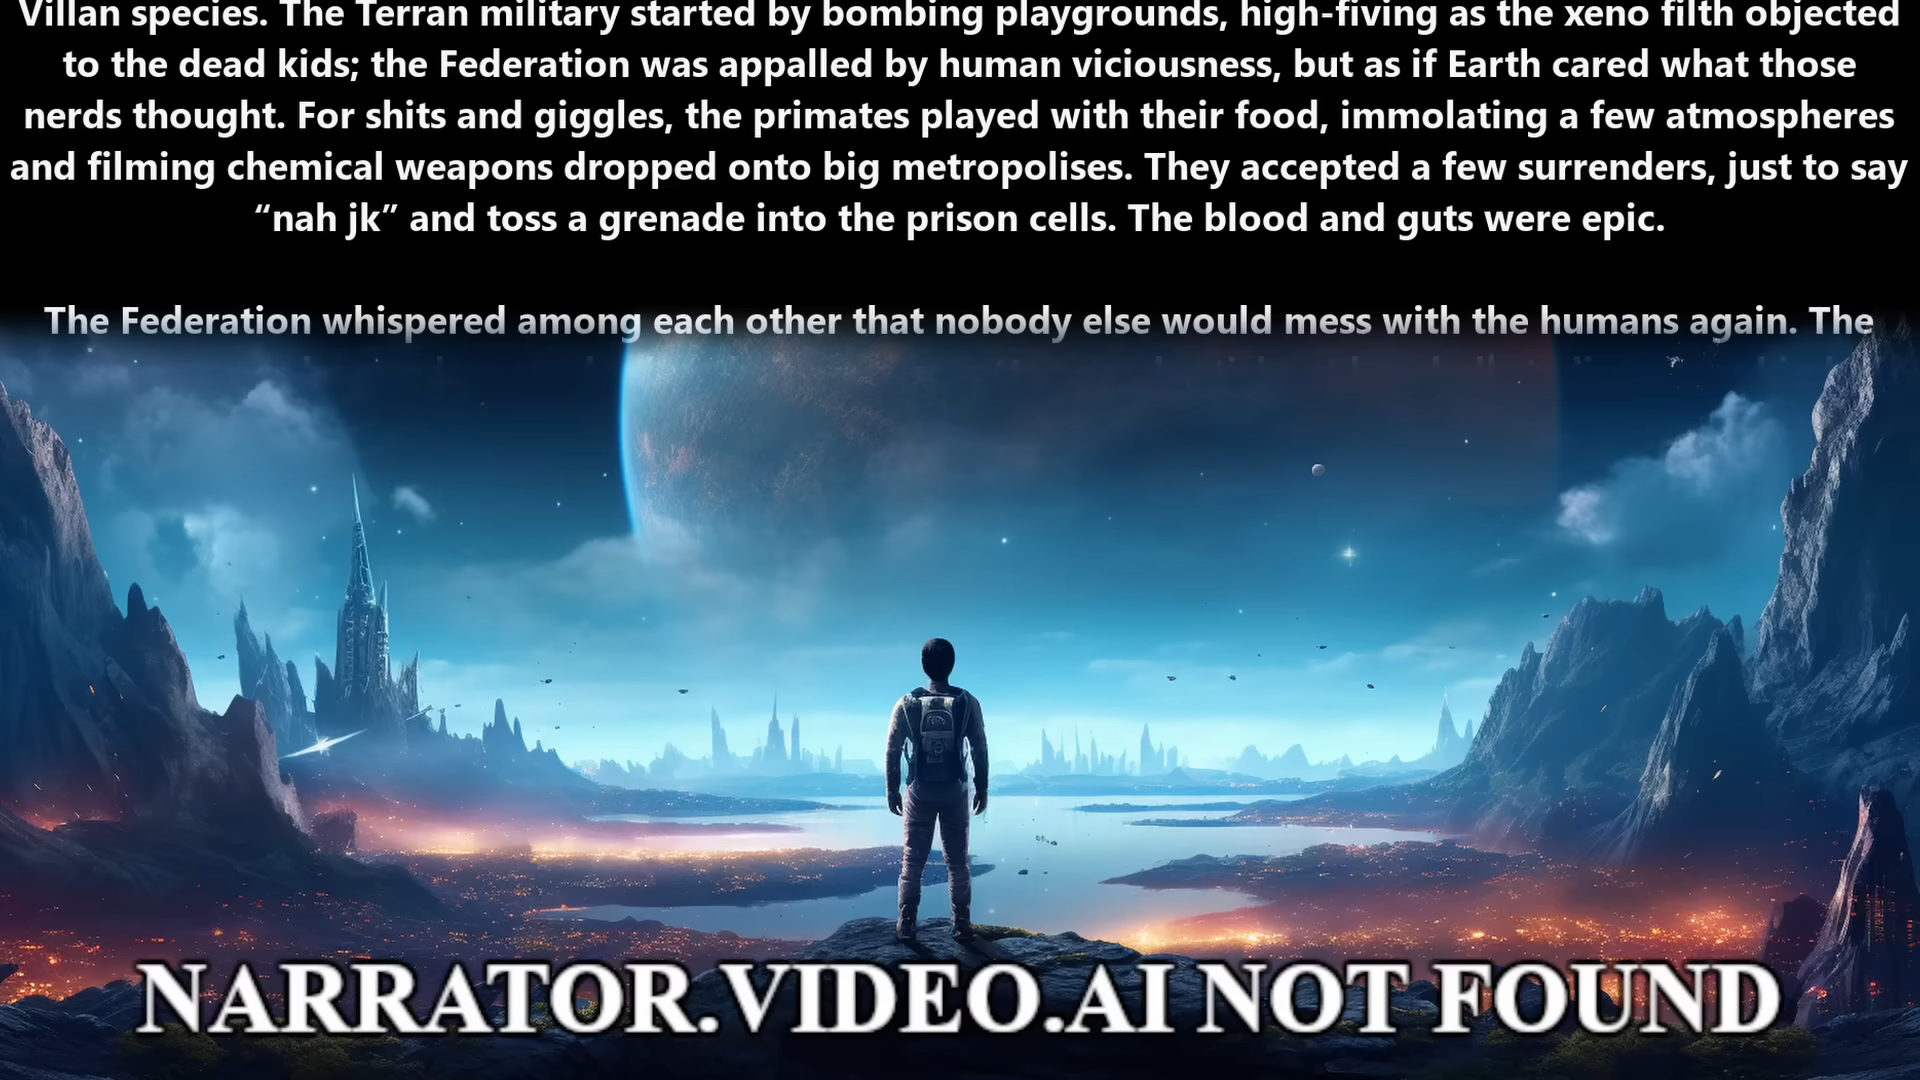 Villan species. The Terran military started by bombing playgrounds, high-fiving as the xeno filth objected
to the dead kids; the Federation was appalled by human viciousness, but as if Earth cared what those
nerds thought. For shits and giggles, the primates played with their food, immolating a few atmospheres
and filming chemical weapons dropped onto big metropolises. They accepted a few surrenders, just to say
“nah jk” and toss a grenade into the prison cells. The blood and guts were epic.
The Federation whispered among each other that nobody else would mess with the humans again. The
NARRATOR.VIDEO.AI NOT FOUND